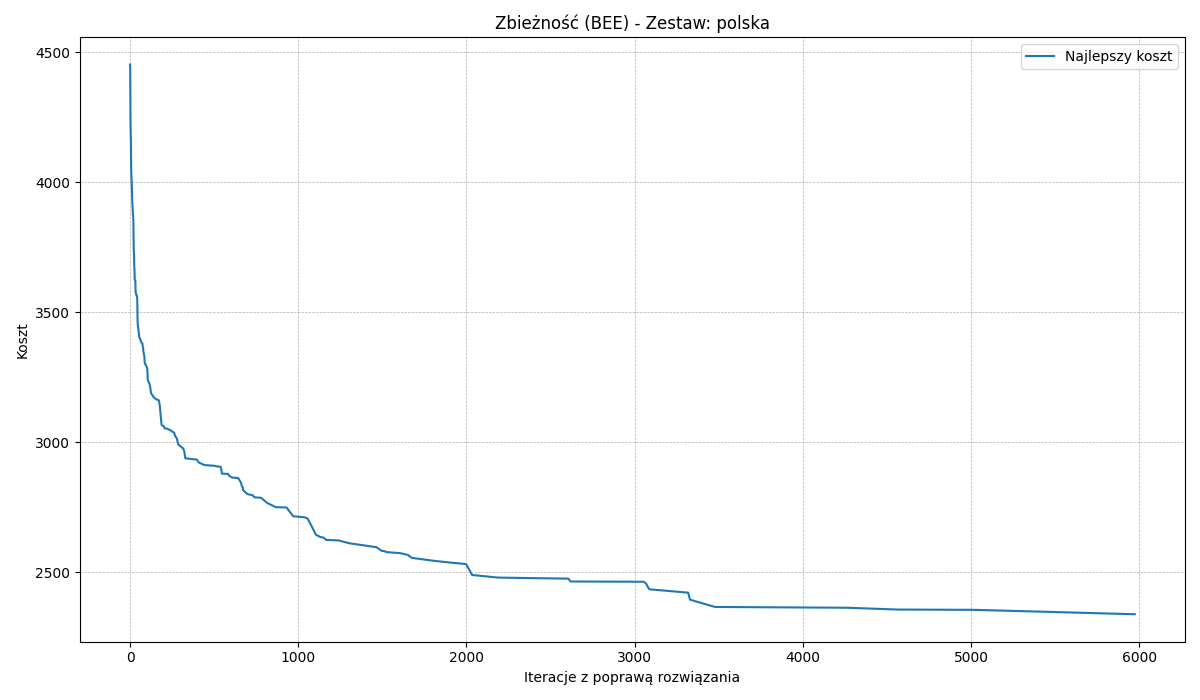 Zbieżność (BEE) - Zestaw: polska
Najlepszy koszt
4500
4000
3500
3000
2500
Koszt
0 1000 2000 3000 4000 5000 6000
Iteracje z poprawą rozwiązania